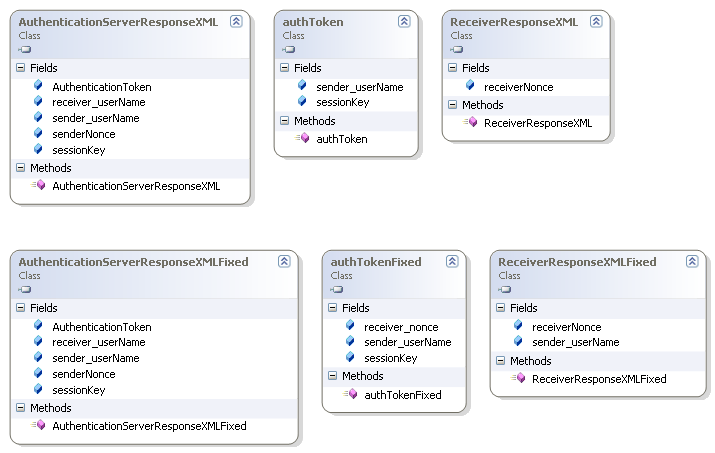 AuthenticationServerResponseXML
Class
Fields
AuthenticationToken
receiver_userName
sender_userName
senderNonce
sessionKey
Methods
AuthenticationServerResponseXML
authToken
Class
Fields
sender_userName
sessionKey
Methods
authToken
ReceiverResponseXML
Class
Fields
receiverNonce
Methods
ReceiverResponseXML
AuthenticationServerResponseXMLFixed
Class
Fields
AuthenticationToken
receiver_userName
sender_userName
senderNonce
sessionKey
Methods
AuthenticationServerResponseXMLFixed
authTokenFixed
Class
Fields
receiver_nonce
sender_userName
sessionKey
Methods
authTokenFixed
ReceiverResponseXMLFixed
Class
Fields
receiverNonce
sender_userName
Methods
ReceiverResponseXMLFixed